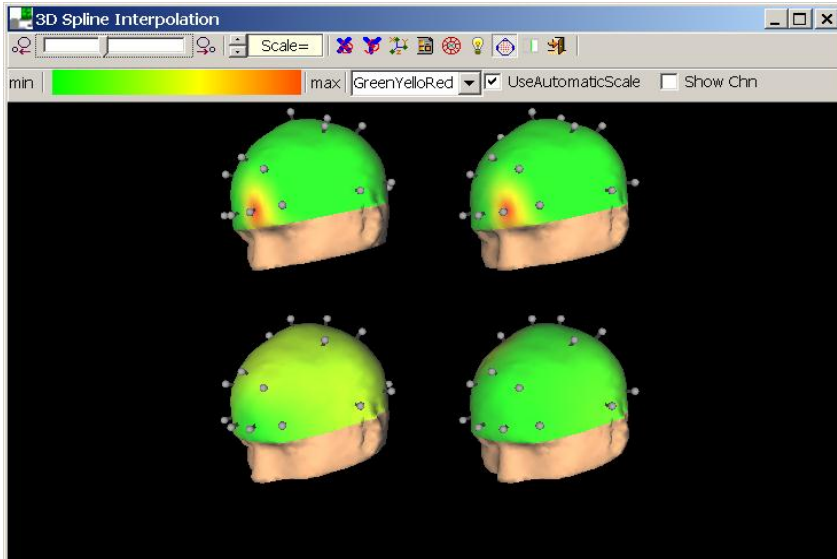 3D Spline Interpolation
Scale=
min max GreenYelloRed UseAutomaticScale Show Chn